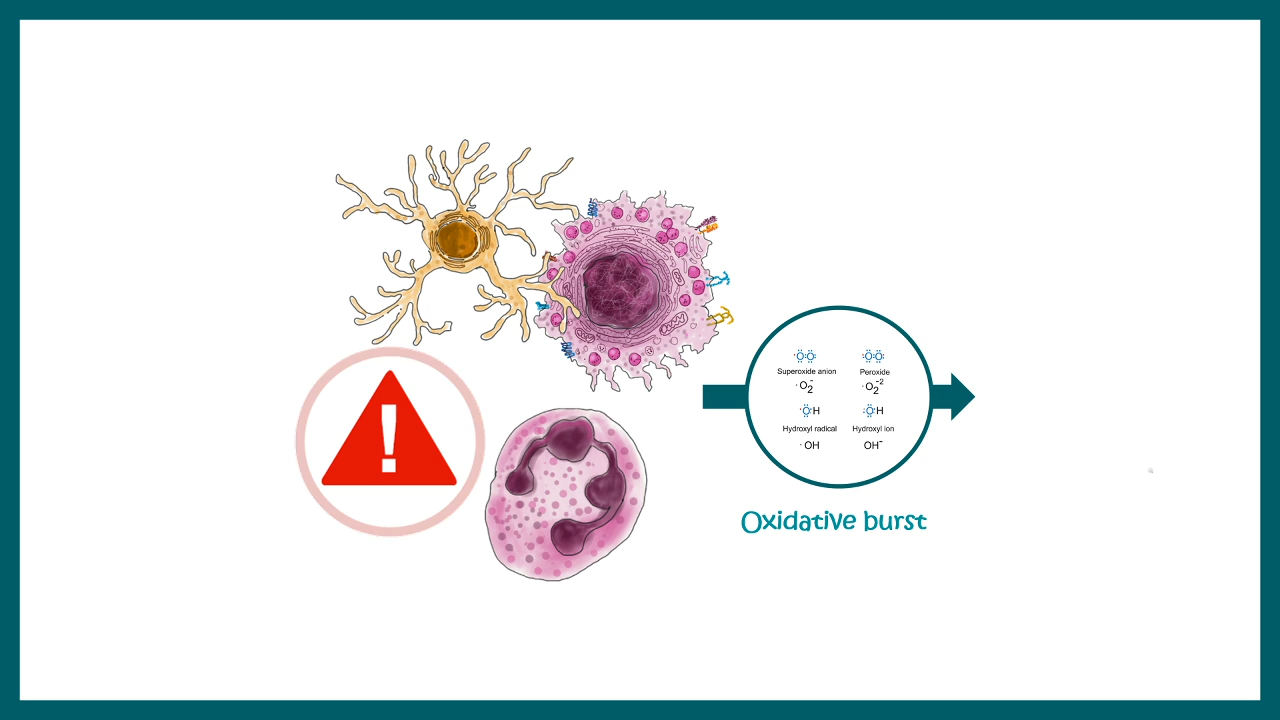 ·Ö̤Ö̤: :Ö̤Ö̤:
Superoxide anion Peroxide
·O₂⁻ ·O₂⁻²
·Ö̤·H :Ö̤·H
Hydroxyl radical Hydroxyl ion
·OH OH⁻
Oxidative burst